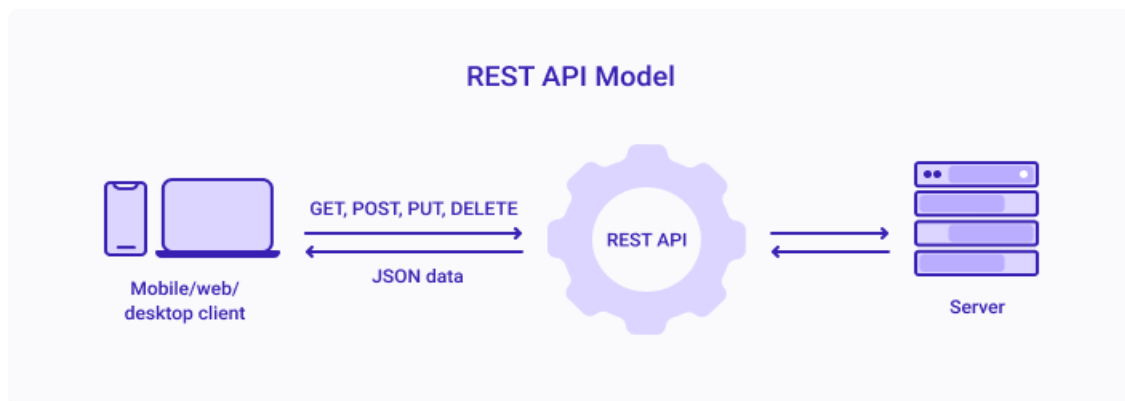 REST API Model
GET, POST, PUT, DELETE
JSON data
Mobile/web/
desktop client
REST API
Server